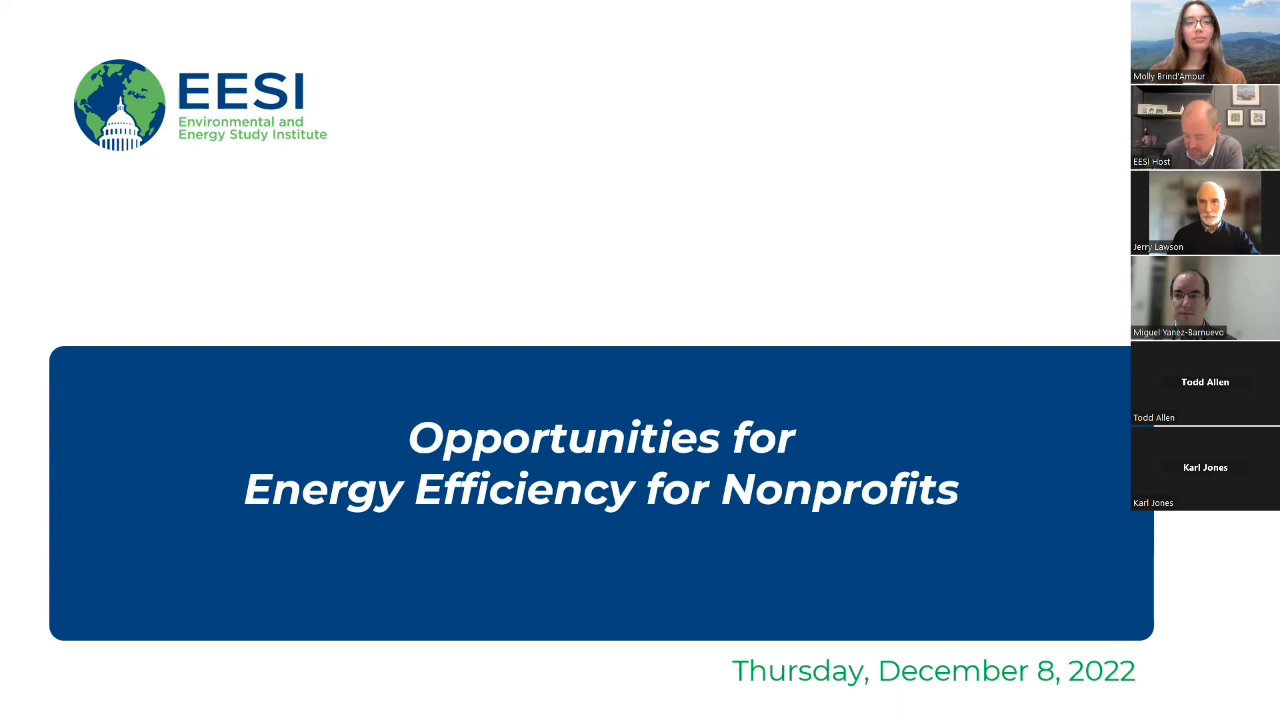 EESI
Environmental and
Energy Study Institute
Opportunities for
Energy Efficiency for Nonprofits
Thursday, December 8, 2022
Molly Brind'Amour
EESI Host
Jerry Lawson
Miguel Yanez-Barnuevo
Todd Allen
Todd Allen
Karl Jones
Karl Jones